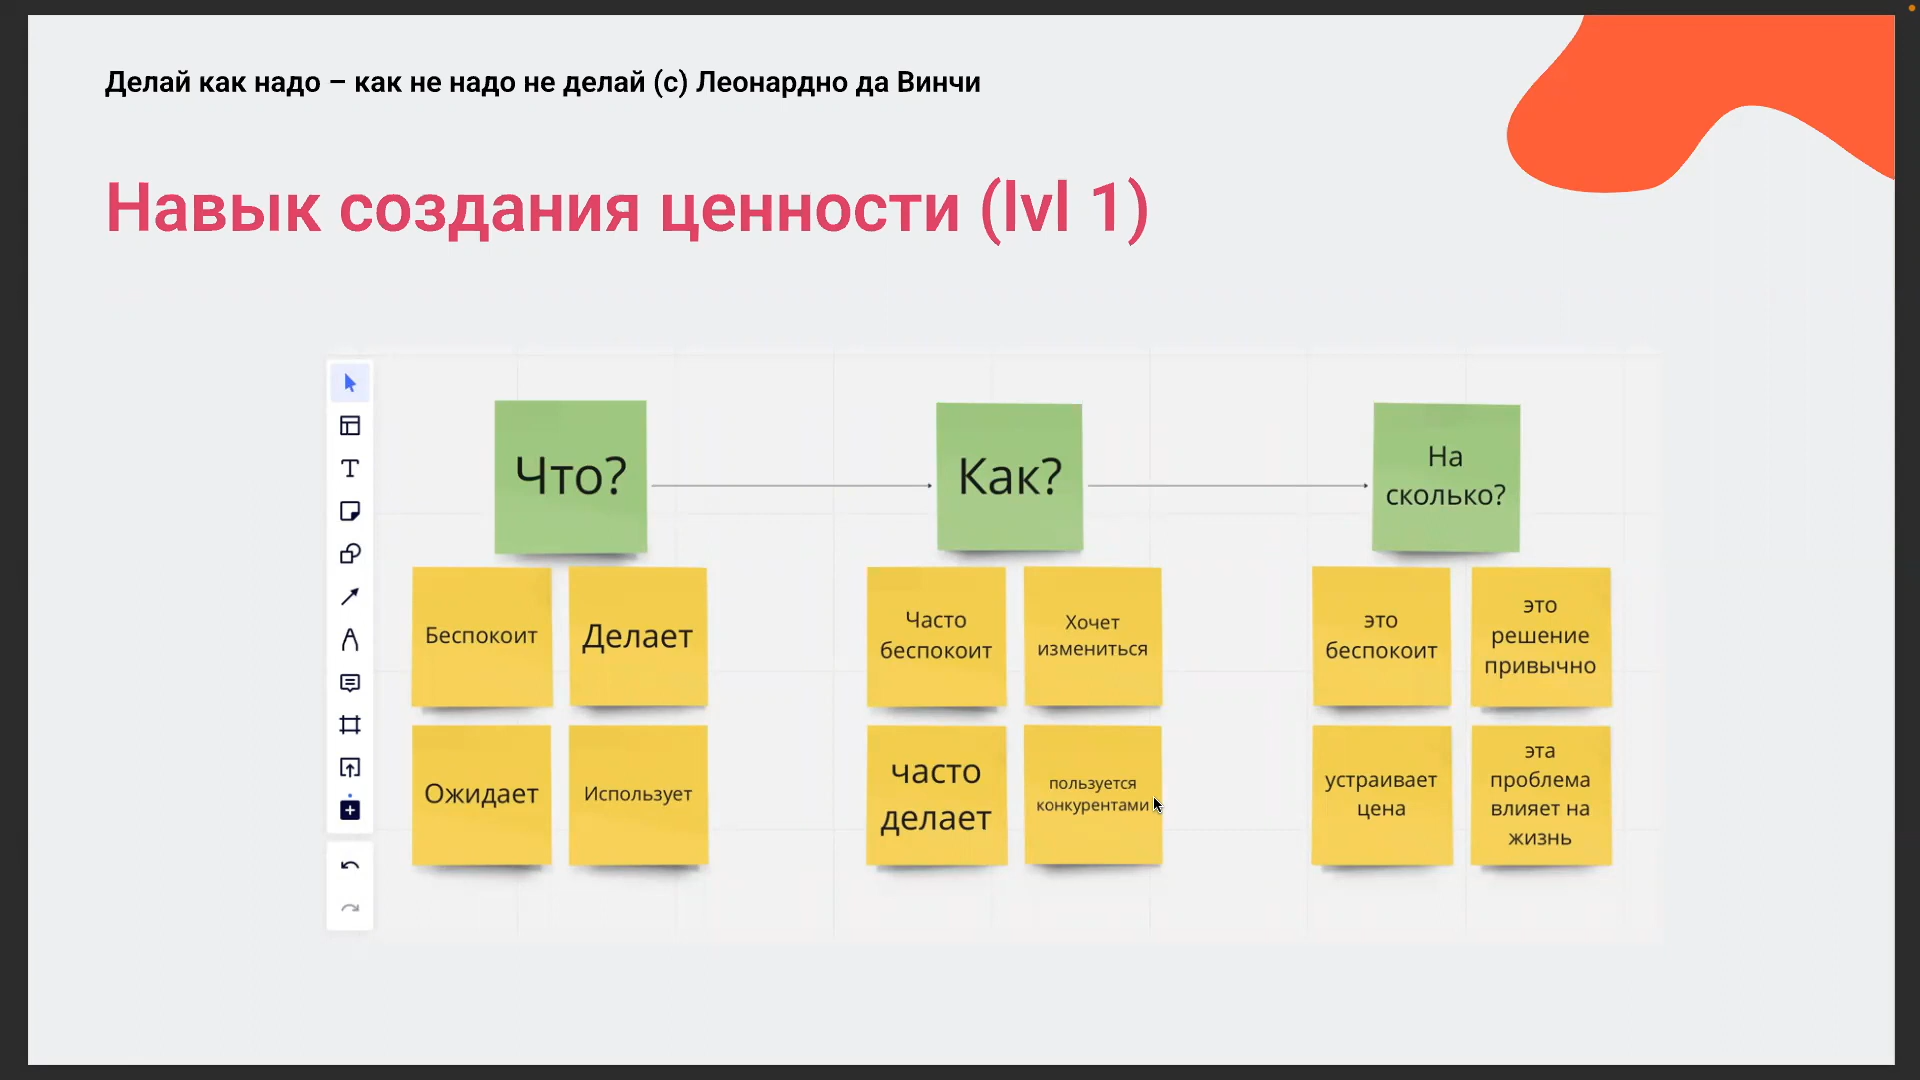 Делай как надо – как не надо не делай (с) Леонардно да Винчи
Навык создания ценности (lvl 1)
Что?
Как?
На
сколько?
Беспокоит
Делает
Ожидает
Использует
Часто
беспокоит
Хочет
измениться
часто
делает
пользуется
конкурентами
это
беспокоит
это
решение
привычно
устраивает
цена
эта
проблема
влияет на
жизнь